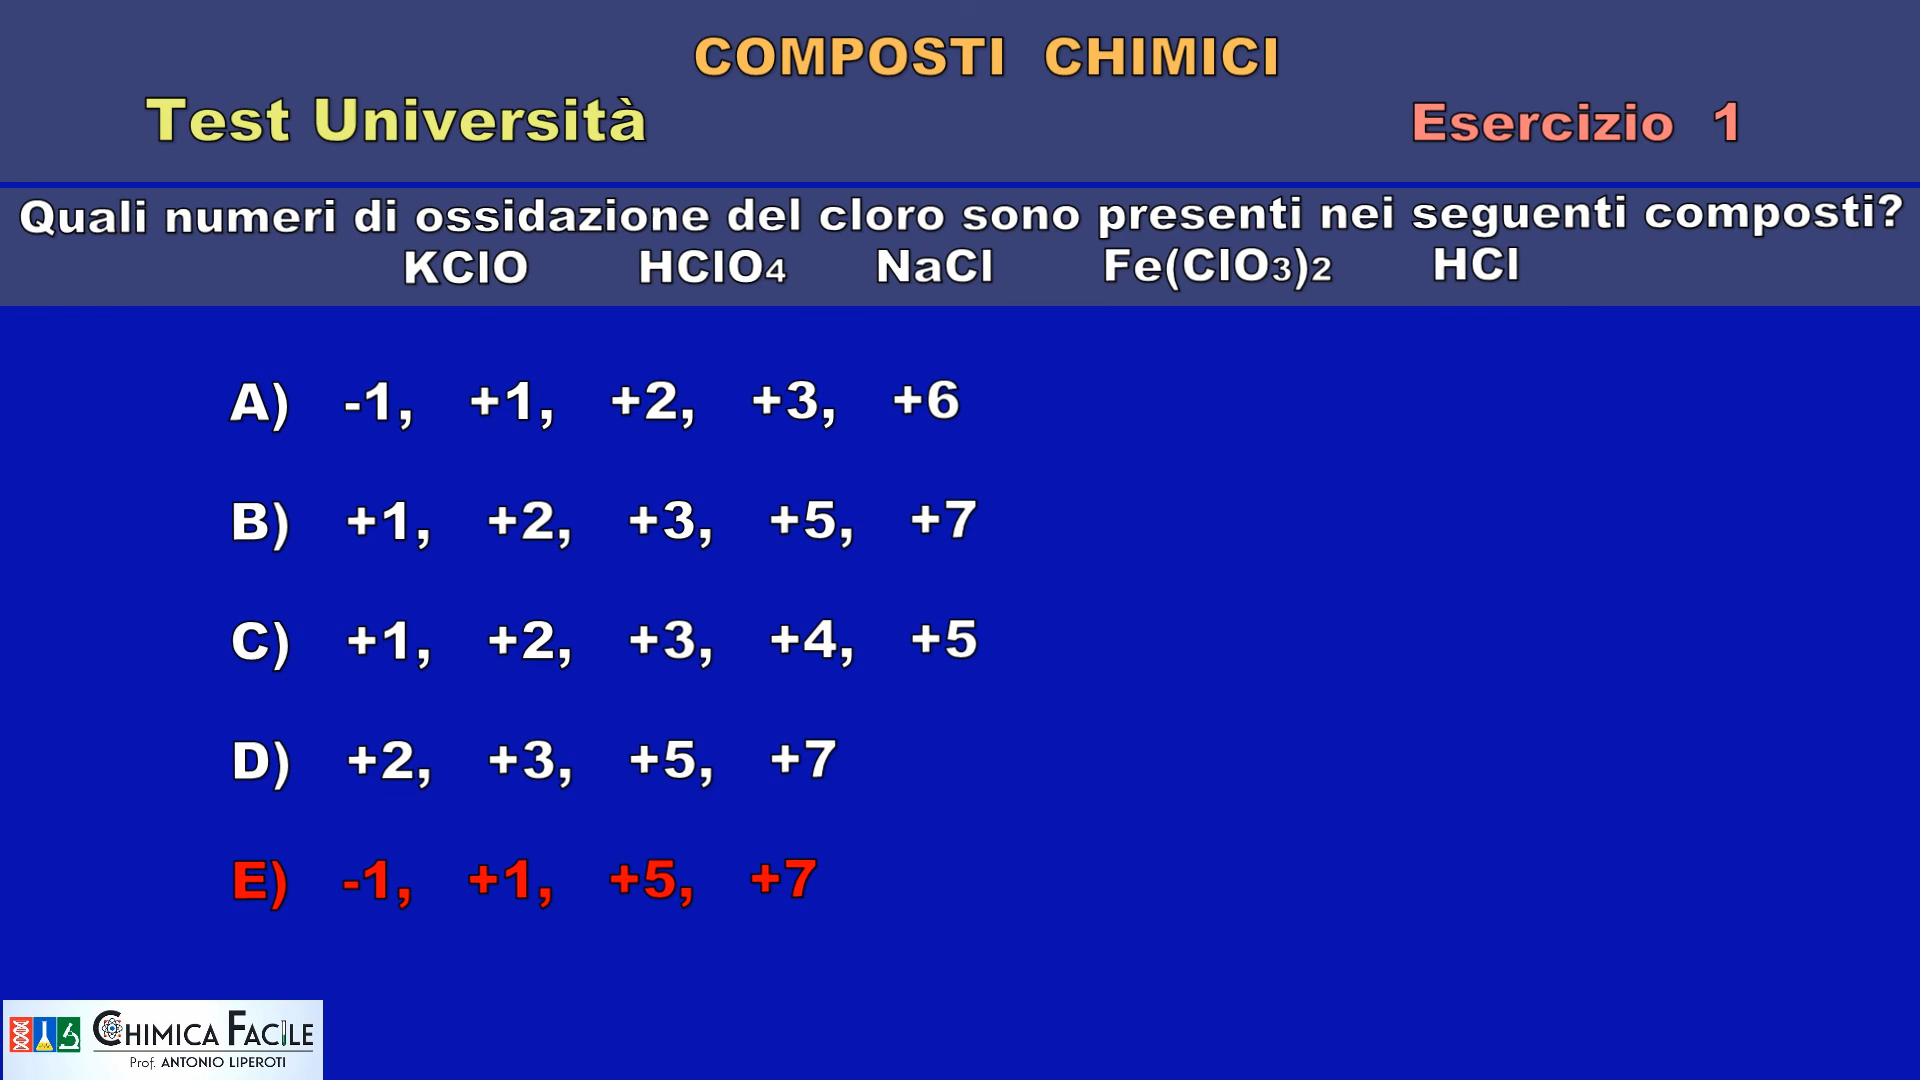 COMPOSTI CHIMICI
Test Università
Esercizio 1
Quali numeri di ossidazione del cloro sono presenti nei seguenti composti?
KClO HClO4 NaCl Fe(ClO3)2 HCl
A) -1, +1, +2, +3, +6
B) +1, +2, +3, +5, +7
C) +1, +2, +3, +4, +5
D) +2, +3, +5, +7
E) -1, +1, +5, +7
CHIMICA FACILE
Prof. ANTONIO LIPEROTI